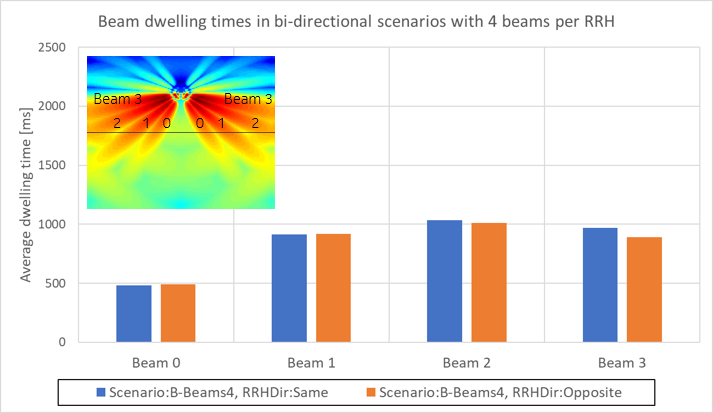 Beam dwelling times in bi-directional scenarios with 4 beams per RRH
Average dwelling time [ms]
2500
2000
1500
1000
500
0
Beam 3 Beam 3
2 1 0 0 1 2
Beam 0 Beam 1 Beam 2 Beam 3
Scenario:B-Beams4, RRHDir:Same Scenario:B-Beams4, RRHDir:Opposite